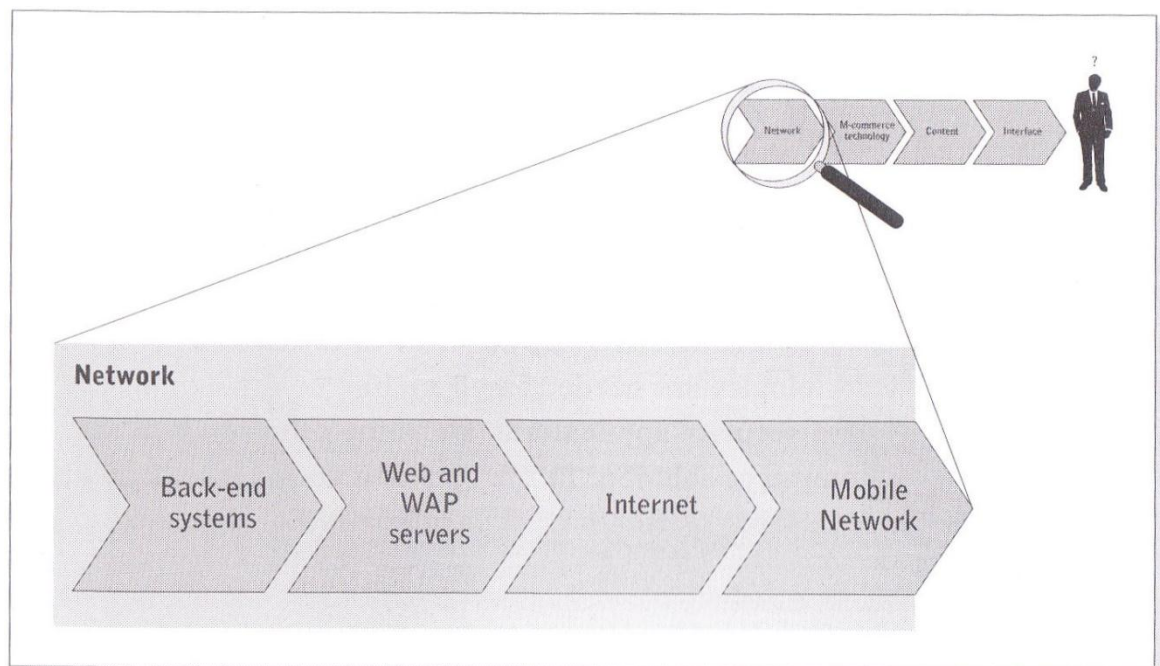 ?
Network
M-commerce
technology
Content
Interface
Network
Back-end
systems
Web and
WAP
servers
Internet
Mobile
Network